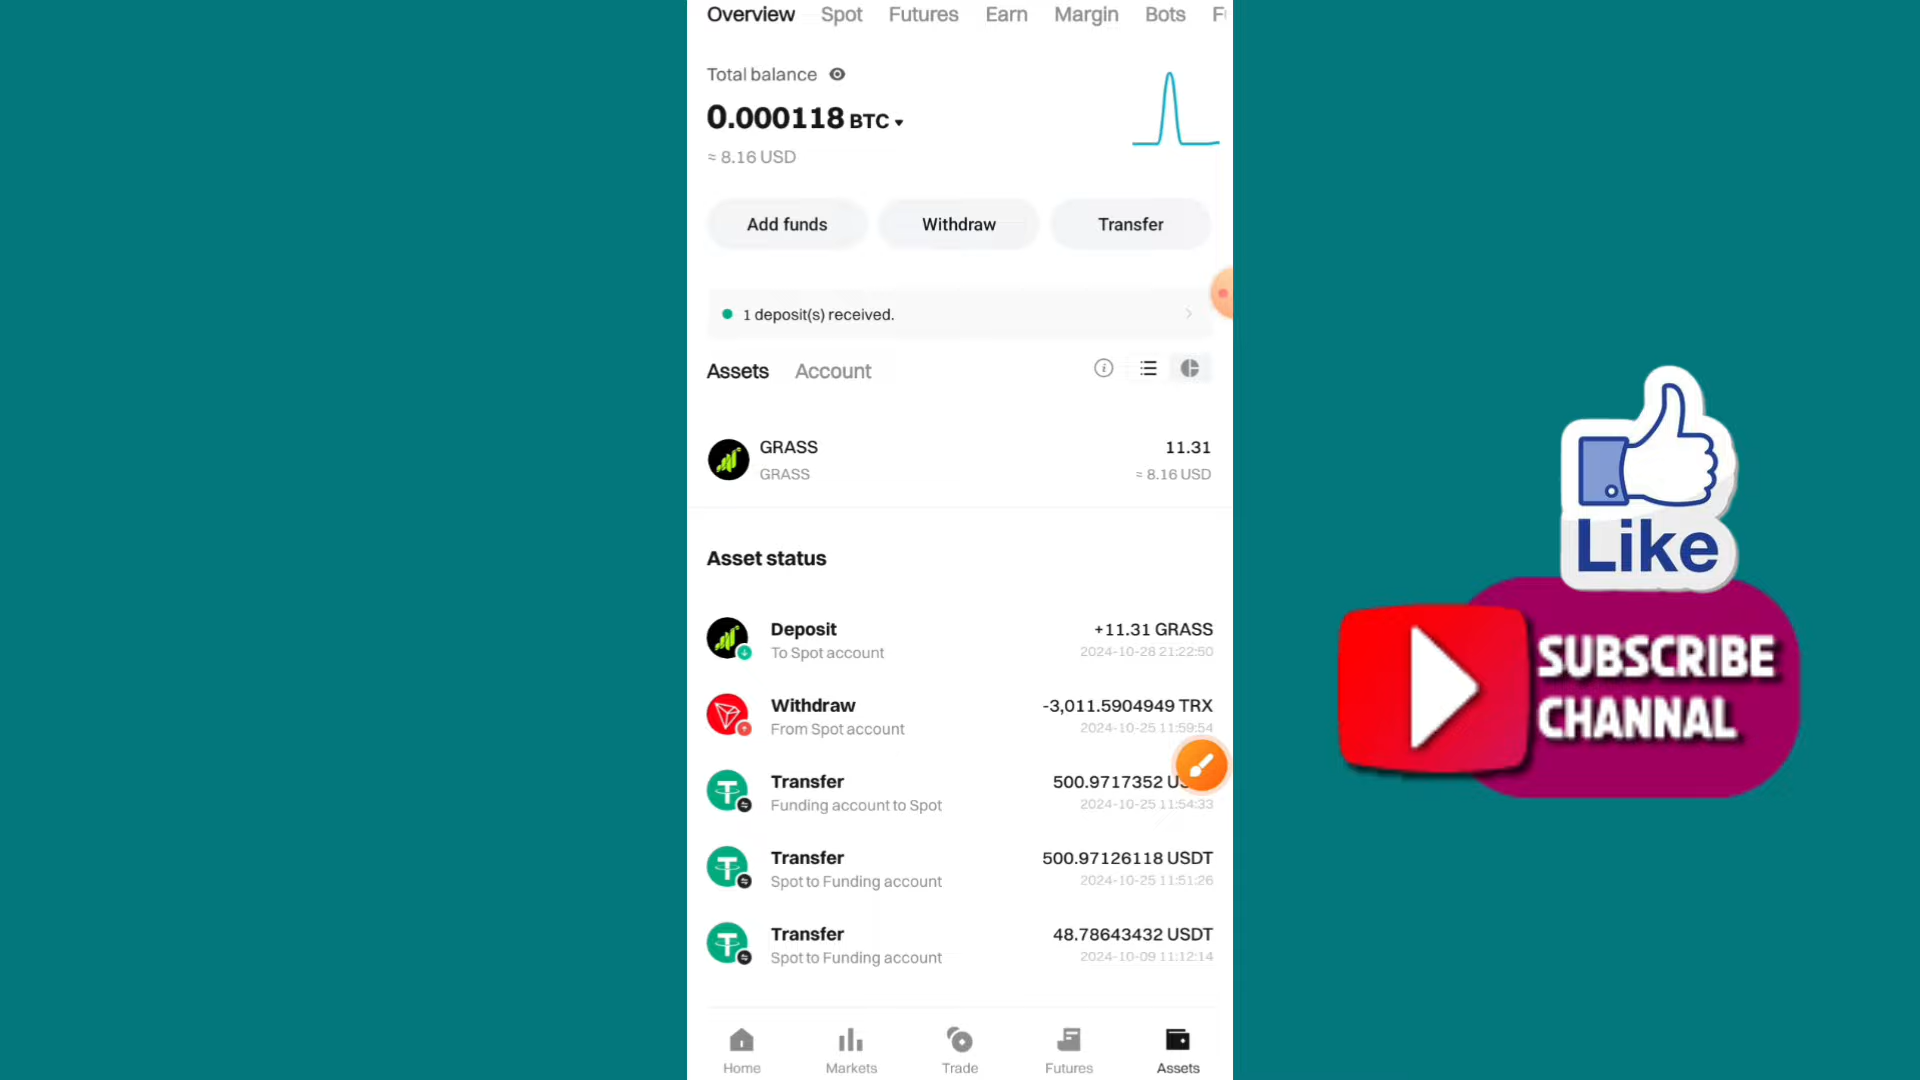 Overview Spot Futures Earn Margin Bots
Total balance
0.000118 BTC
≈ 8.16 USD
Add funds Withdraw Transfer
1 deposit(s) received.
Assets Account
GRASS 11.31
GRASS ≈ 8.16 USD
Asset status
Deposit +11.31 GRASS
To Spot account 2024-10-28 21:22:50
Withdraw -3,011.5904949 TRX
From Spot account 2024-10-25 11:59:54
Transfer 500.9717352
Funding account to Spot 2024-10-25 11:54:33
Transfer 500.97126118 USDT
Spot to Funding account 2024-10-25 11:51:26
Transfer 48.78643432 USDT
Spot to Funding account 2024-10-09 11:12:14
Home Markets Trade Futures Assets
Like
SUBSCRIBE
CHANNAL